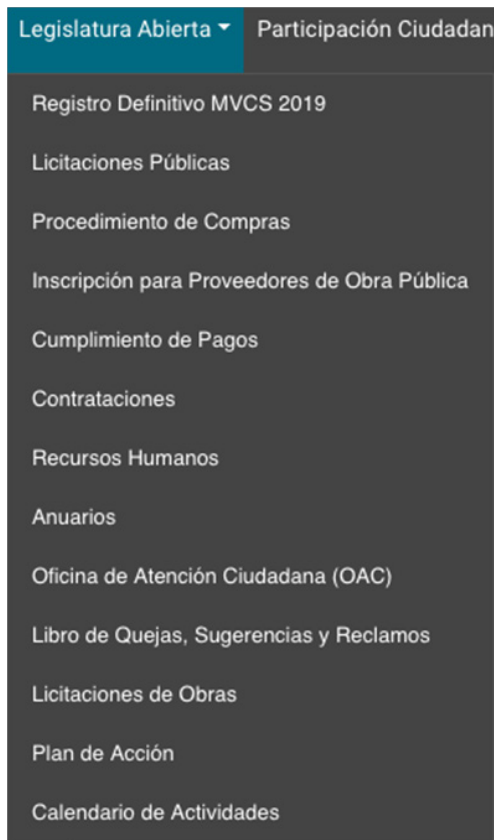 Legislatura Abierta Participación Ciudadan
Registro Definitivo MVCS 2019
Licitaciones Públicas
Procedimiento de Compras
Inscripción para Proveedores de Obra Pública
Cumplimiento de Pagos
Contrataciones
Recursos Humanos
Anuarios
Oficina de Atención Ciudadana (OAC)
Libro de Quejas, Sugerencias y Reclamos
Licitaciones de Obras
Plan de Acción
Calendario de Actividades